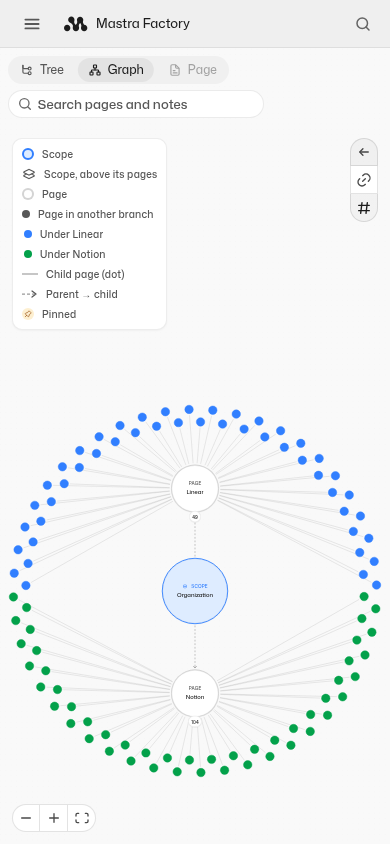 Mastra Factory
Tree
Graph
Page
Search pages and notes
Scope
Scope, above its pages
Page
Page in another branch
Under Linear
Under Notion
Child page (dot)
Parent → child
Pinned
PAGE
Linear
49
SCOPE
Organization
PAGE
Notion
104